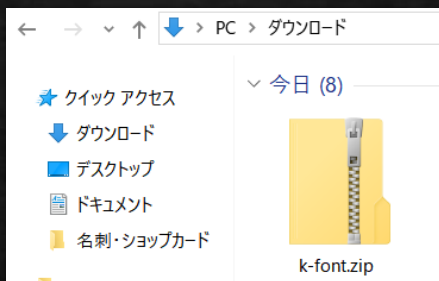 PC > ダウンロード
クイック アクセス
ダウンロード
デスクトップ
ドキュメント
名刺・ショップカード
今日 (8)
k-font.zip